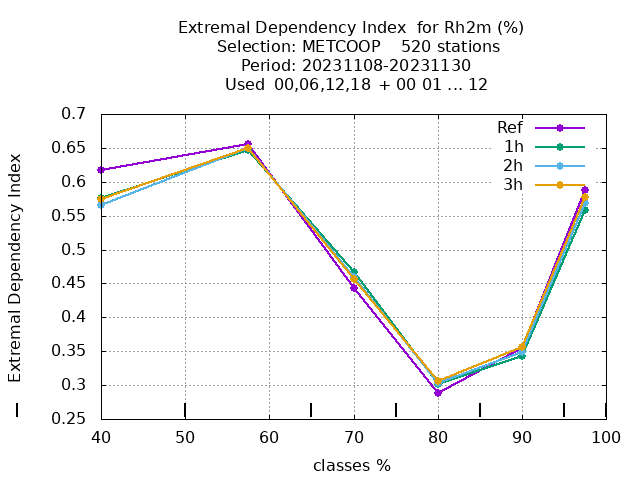 Extremal Dependency Index  for Rh2m (%)
Selection: METCOOP    520 stations
Period: 20231108-20231130
Used  00,06,12,18  + 00 01 ... 12
Extremal Dependency Index
0.7
0.65
0.6
0.55
0.5
0.45
0.4
0.35
0.3
0.25
Ref
1h
2h
3h
40 50 60 70 80 90 100
classes %